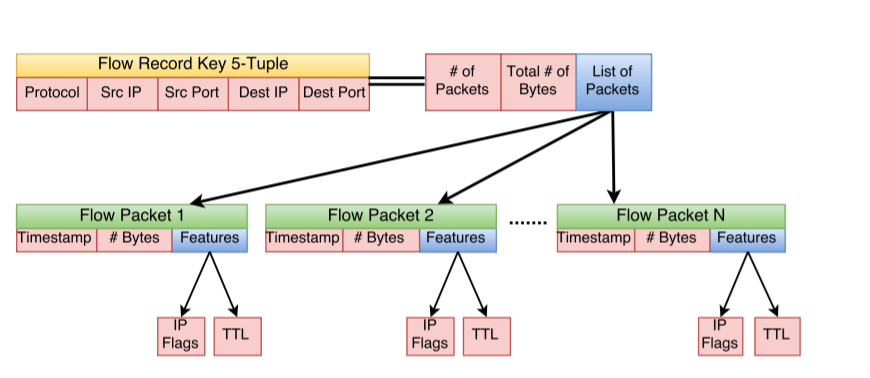 Flow Record Key 5-Tuple
Protocol Src IP Src Port Dest IP Dest Port
# of
Packets
Total # of
Bytes
List of
Packets
Flow Packet 1
Timestamp # Bytes Features
Flow Packet 2
Timestamp # Bytes Features
.......
Flow Packet N
Timestamp # Bytes Features
IP
Flags
TTL
IP
Flags
TTL
IP
Flags
TTL